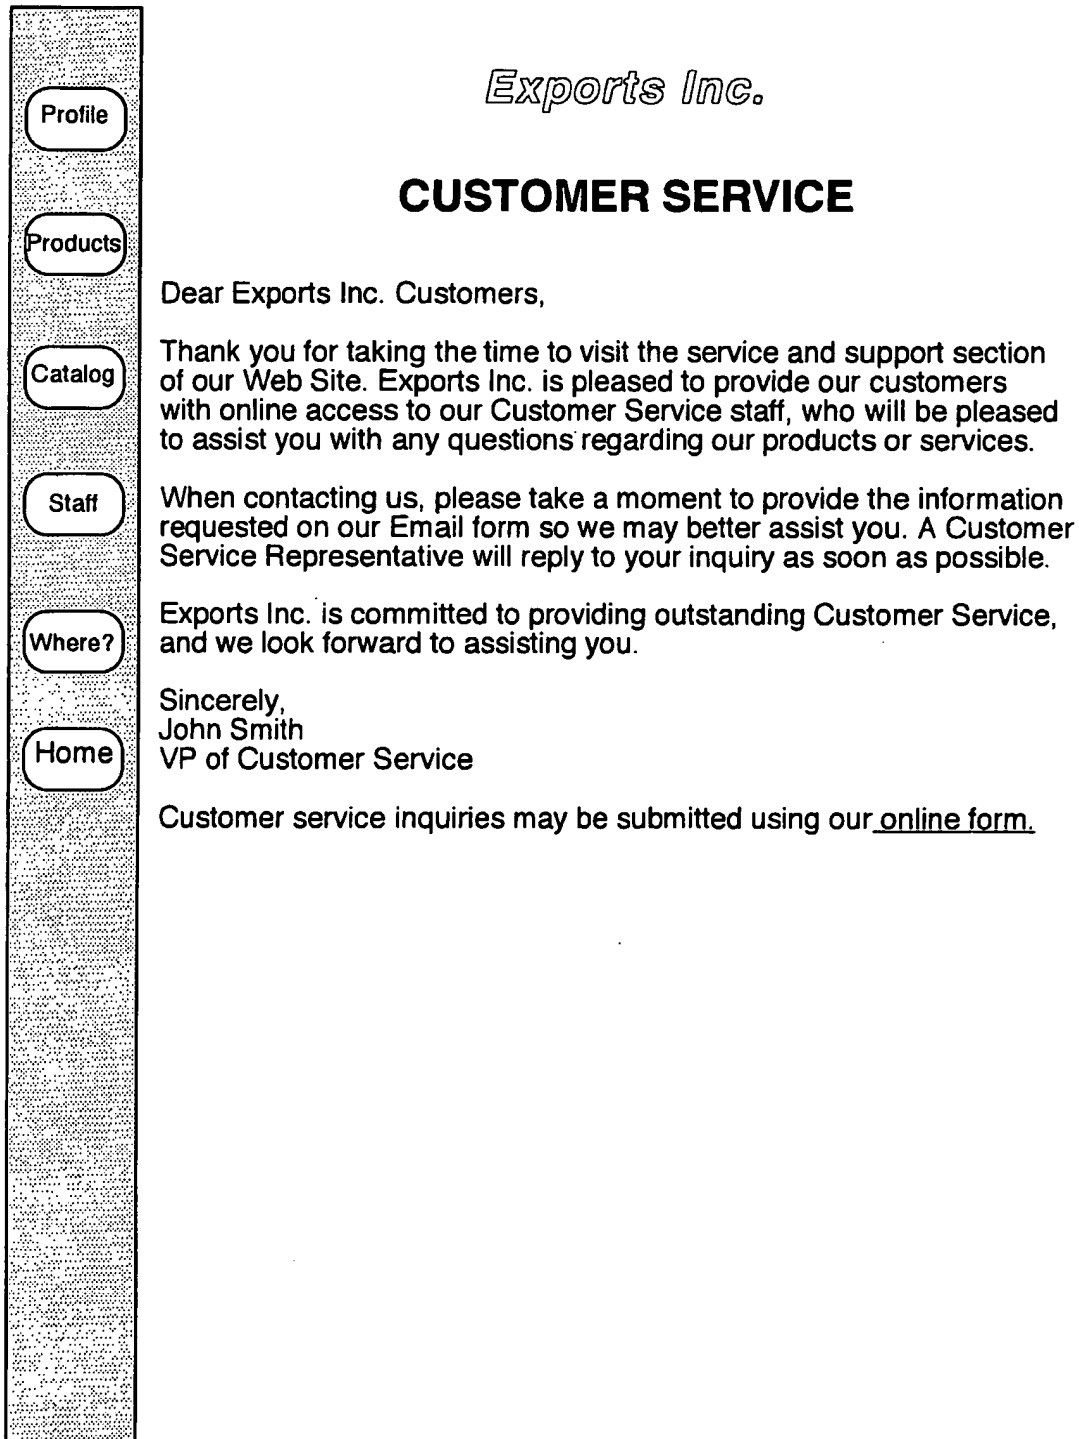 Profile
Products
Catalog
Staff
Where?
Home
Exports Inc.
CUSTOMER SERVICE
Dear Exports Inc. Customers,
Thank you for taking the time to visit the service and support section
of our Web Site. Exports Inc. is pleased to provide our customers
with online access to our Customer Service staff, who will be pleased
to assist you with any questions regarding our products or services.
When contacting us, please take a moment to provide the information
requested on our Email form so we may better assist you. A Customer
Service Representative will reply to your inquiry as soon as possible.
Exports Inc. is committed to providing outstanding Customer Service,
and we look forward to assisting you.
Sincerely,
John Smith
VP of Customer Service
Customer service inquiries may be submitted using our online form.